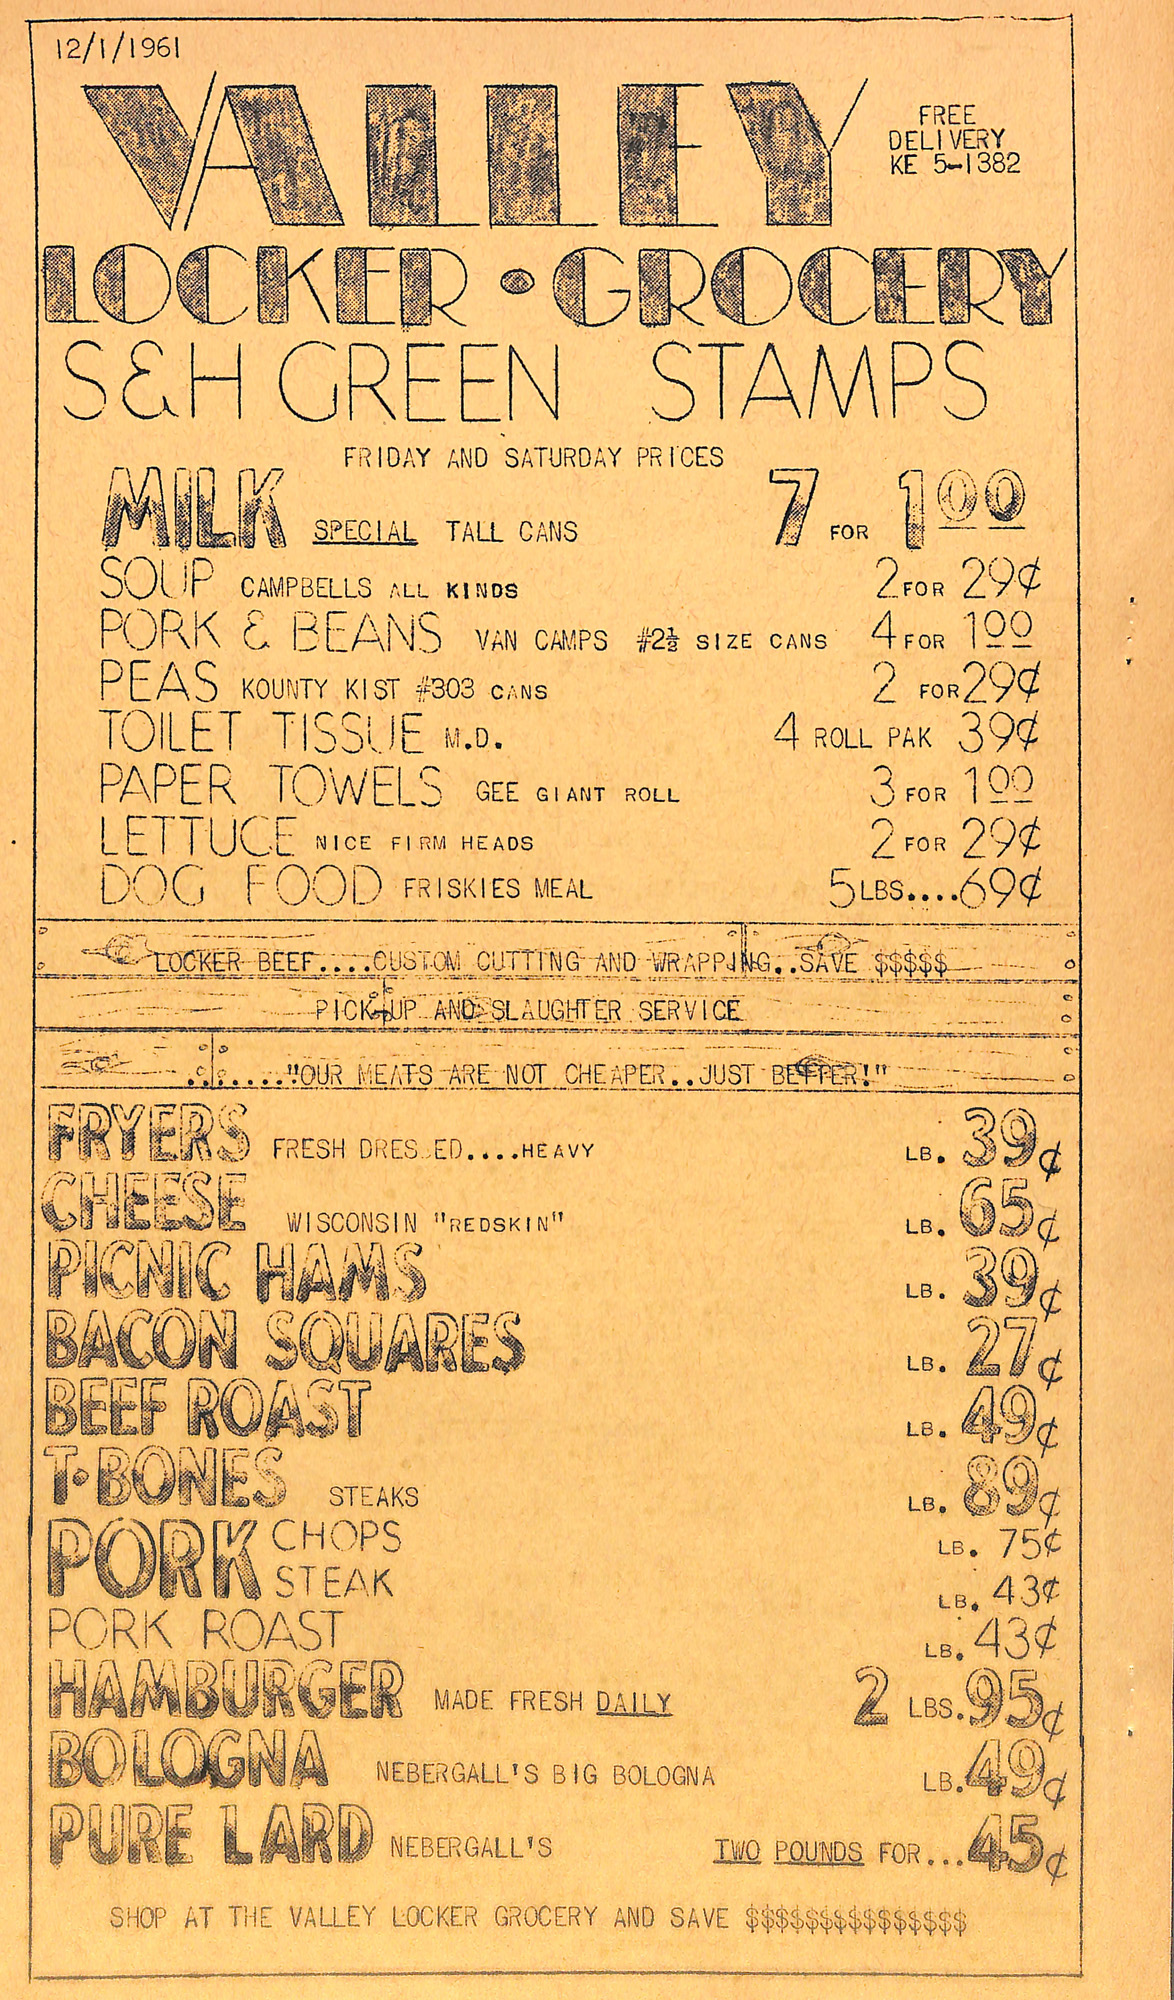 12/1/1961
VALLEY
FREE
DELIVERY
KE 5-1382
LOCKER • GROCERY
S&H GREEN STAMPS
FRIDAY AND SATURDAY PRICES
MILK SPECIAL TALL CANS 7 FOR 1 00
SOUP CAMPBELLS ALL KINDS 2 FOR 29¢
PORK & BEANS VAN CAMPS #2½ SIZE CANS 4 FOR 1 00
PEAS KOUNTY KIST #303 CANS 2 FOR 29¢
TOILET TISSUE M.D. 4 ROLL PAK 39¢
PAPER TOWELS GEE GIANT ROLL 3 FOR 1 00
LETTUCE NICE FIRM HEADS 2 FOR 29¢
DOG FOOD FRISKIES MEAL 5 LBS....69¢
LOCKER BEEF....CUSTOM CUTTING AND WRAPPING..SAVE $$$$$
PICK-UP AND SLAUGHTER SERVICE
......."OUR MEATS ARE NOT CHEAPER..JUST BETTER!"
FRYERS FRESH DRESSED....HEAVY LB. 39¢
CHEESE WISCONSIN "REDSKIN" LB. 65¢
PICNIC HAMS LB. 39¢
BACON SQUARES LB. 27¢
BEEF ROAST LB. 49¢
T-BONES STEAKS LB. 89¢
PORK CHOPS LB. 75¢
STEAK LB. 43¢
PORK ROAST LB. 43¢
HAMBURGER MADE FRESH DAILY 2 LBS. 95¢
BOLOGNA NEBERGALL'S BIG BOLOGNA LB. 49¢
PURE LARD NEBERGALL'S TWO POUNDS FOR...45¢
SHOP AT THE VALLEY LOCKER GROCERY AND SAVE $$$$$$$$$$$$$$$